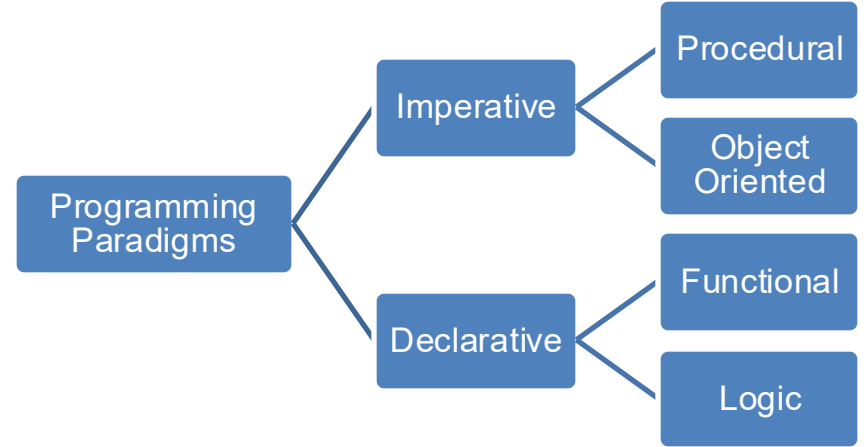 Programming
Paradigms
Imperative
Procedural
Object
Oriented
Declarative
Functional
Logic